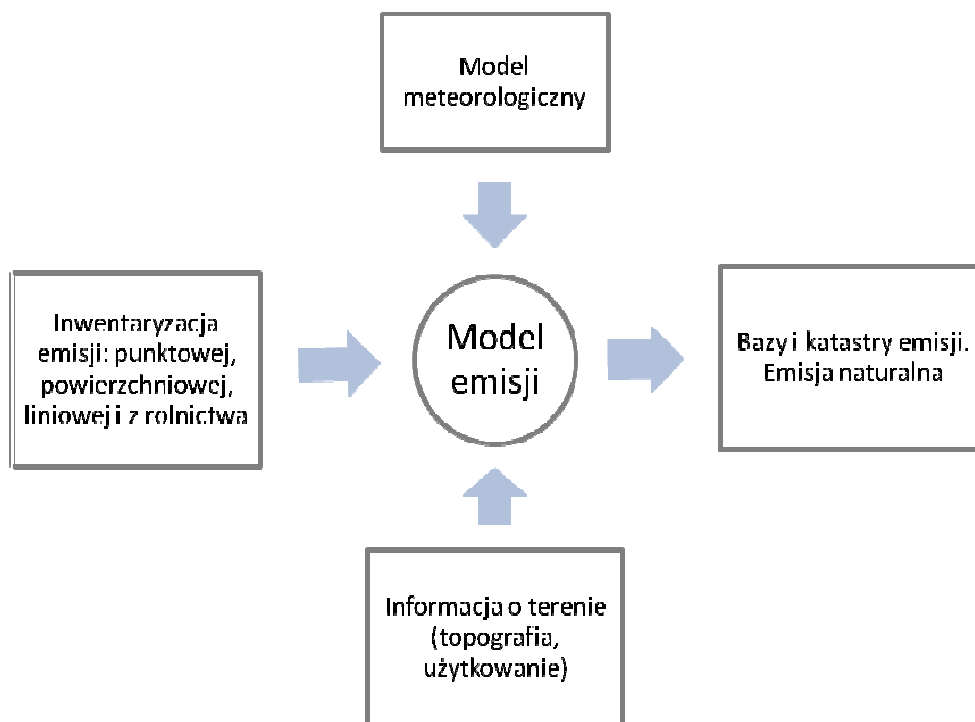 Model
meteorologiczny
Inwentaryzacja
emisji: punktowej,
powierzchniowej,
liniowej i z rolnictwa
Model
emisji
Bazy i katastry emisji.
Emisja naturalna
Informacja o terenie
(topografia,
użytkowanie)